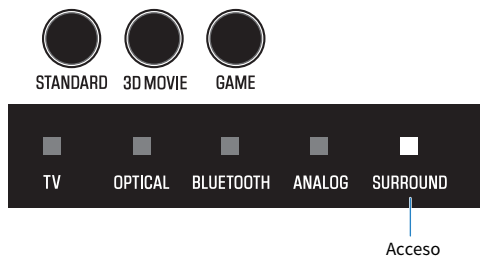 STANDARD 3D MOVIE GAME
TV OPTICAL BLUETOOTH ANALOG SURROUND
Acceso